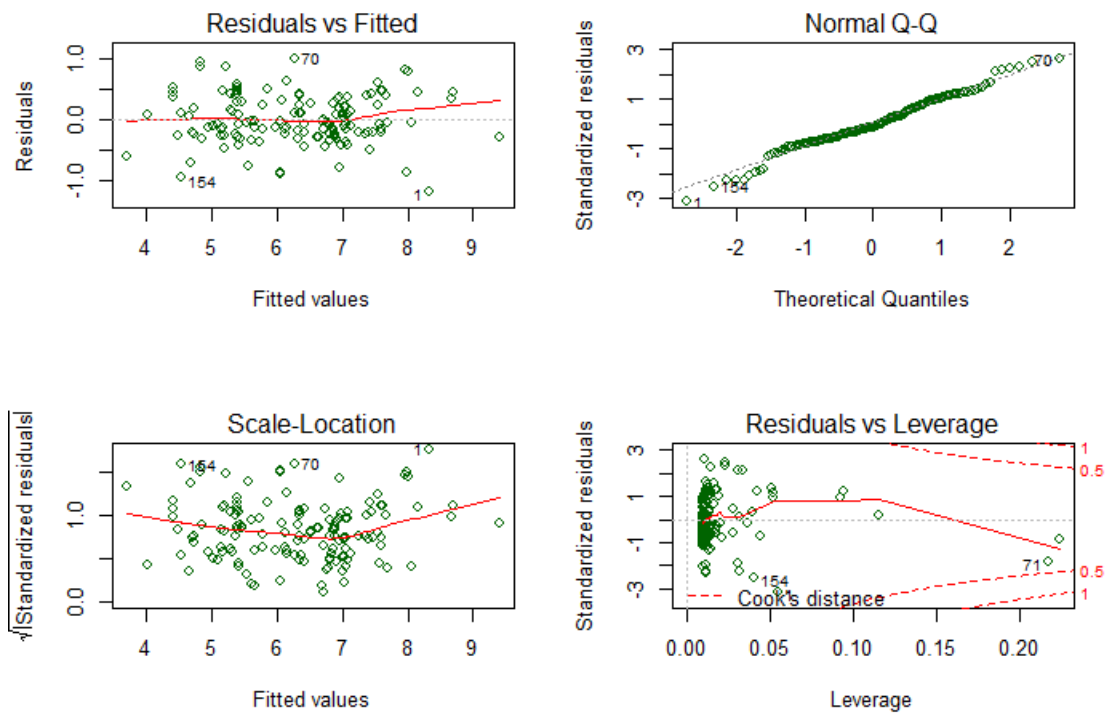 Residuals vs Fitted
Residuals
1.0
0.0
-1.0
70
154
1
4 5 6 7 8 9
Fitted values
Normal Q-Q
Standardized residuals
3
1
-1
-3
70
154
1
-2 -1 0 1 2
Theoretical Quantiles
Scale-Location
√|Standardized residuals|
1.0
0.0
154
70
1
4 5 6 7 8 9
Fitted values
Residuals vs Leverage
Standardized residuals
3
1
-1
-3
1
0.5
0.5
1
71
154
1
Cook's distance
0.00 0.05 0.10 0.15 0.20
Leverage